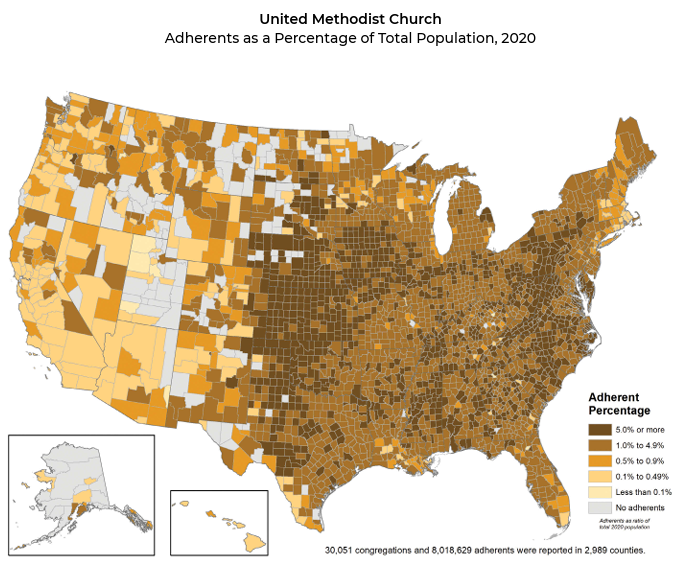 United Methodist Church
Adherents as a Percentage of Total Population, 2020
Adherent
Percentage
5.0% or more
1.0% to 4.9%
0.5% to 0.9%
0.1% to 0.49%
Less than 0.1%
No adherents
Adherents as ratio of
total 2020 population
30,051 congregations and 8,018,629 adherents were reported in 2,989 counties.